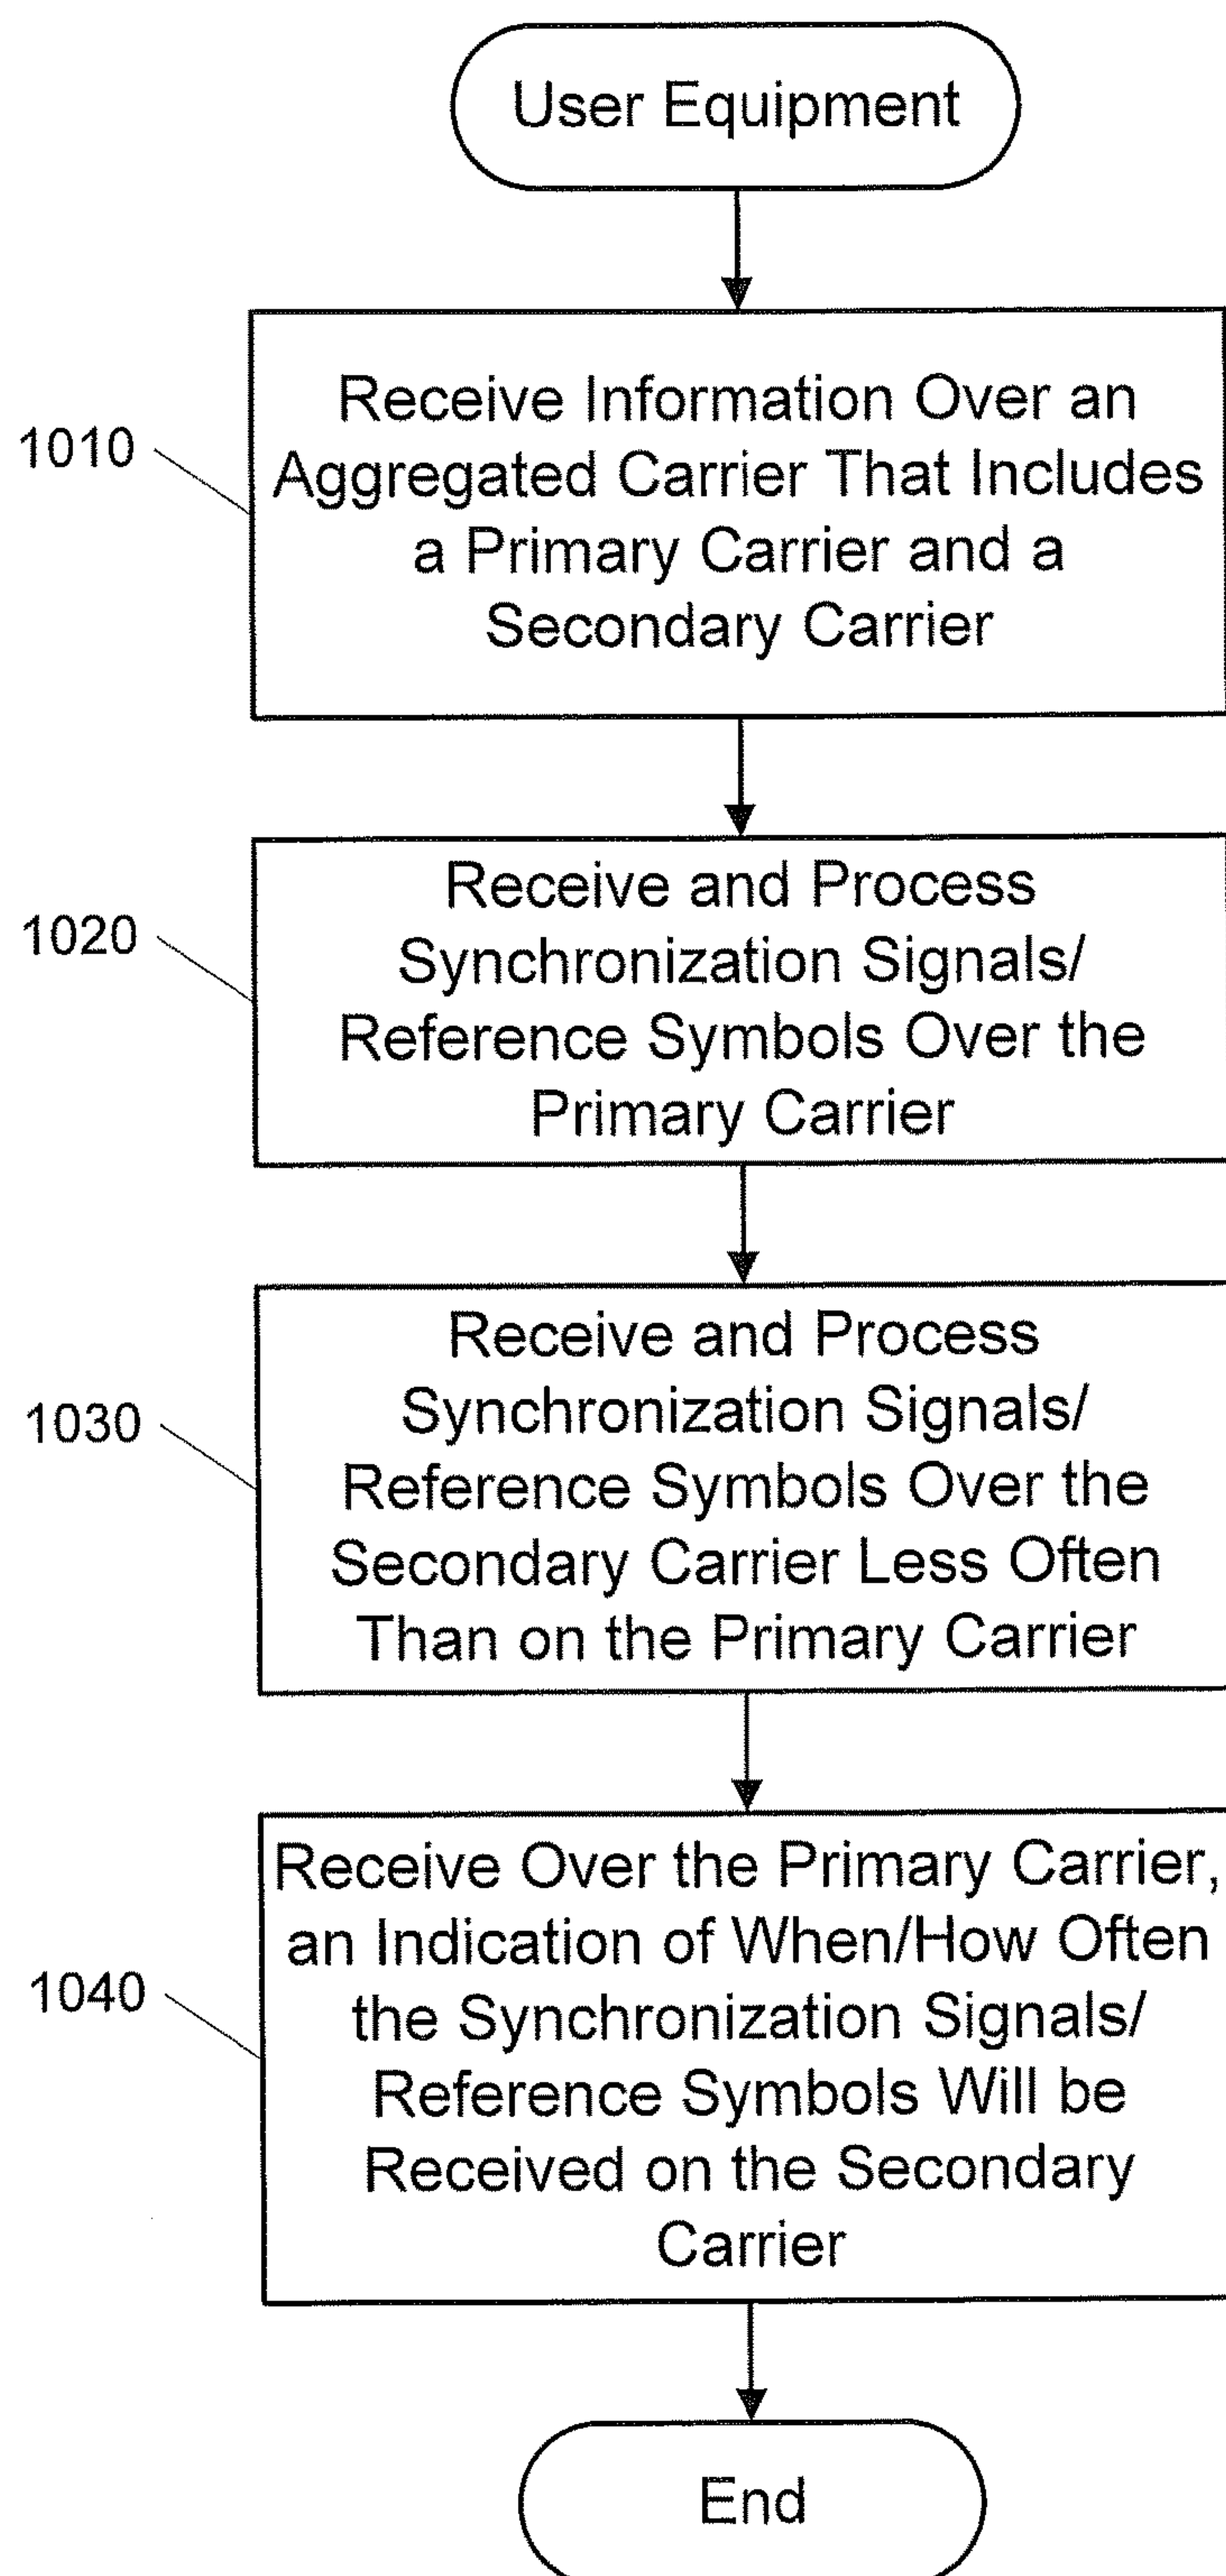 User Equipment
1010
Receive Information Over an
Aggregated Carrier That Includes
a Primary Carrier and a
Secondary Carrier
1020
Receive and Process
Synchronization Signals/
Reference Symbols Over the
Primary Carrier
1030
Receive and Process
Synchronization Signals/
Reference Symbols Over the
Secondary Carrier Less Often
Than on the Primary Carrier
1040
Receive Over the Primary Carrier,
an Indication of When/How Often
the Synchronization Signals/
Reference Symbols Will be
Received on the Secondary
Carrier
End